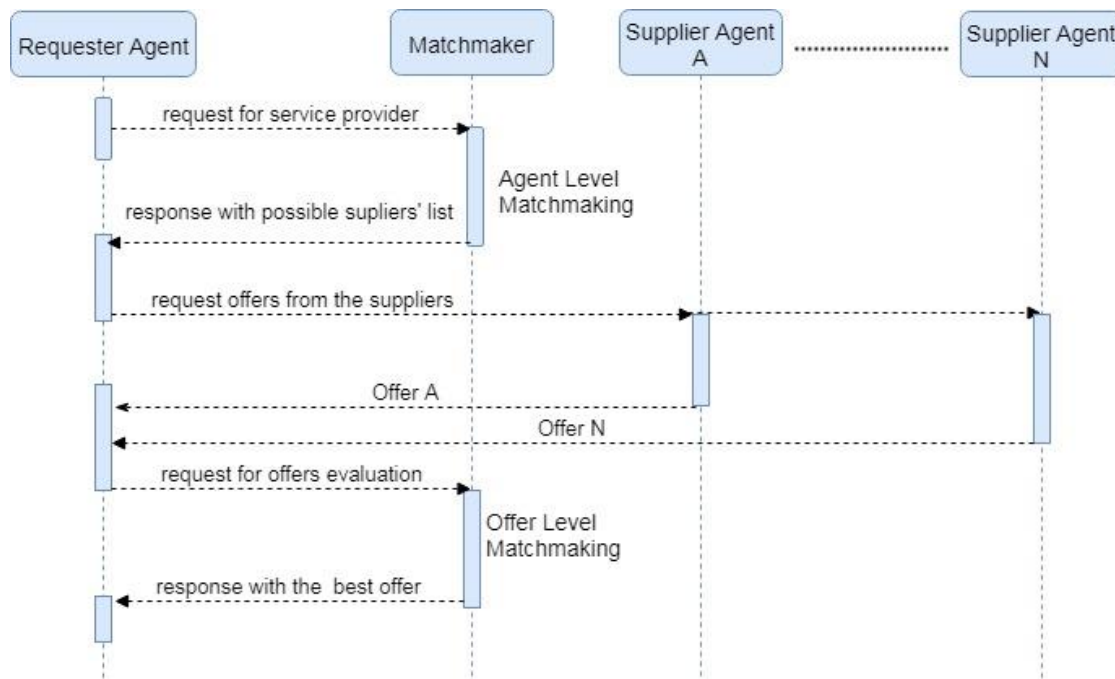 Requester Agent
Matchmaker
Supplier Agent
A
Supplier Agent
N
request for service provider
Agent Level
Matchmaking
response with possible supliers' list
request offers from the suppliers
Offer A
Offer N
request for offers evaluation
Offer Level
Matchmaking
response with the best offer